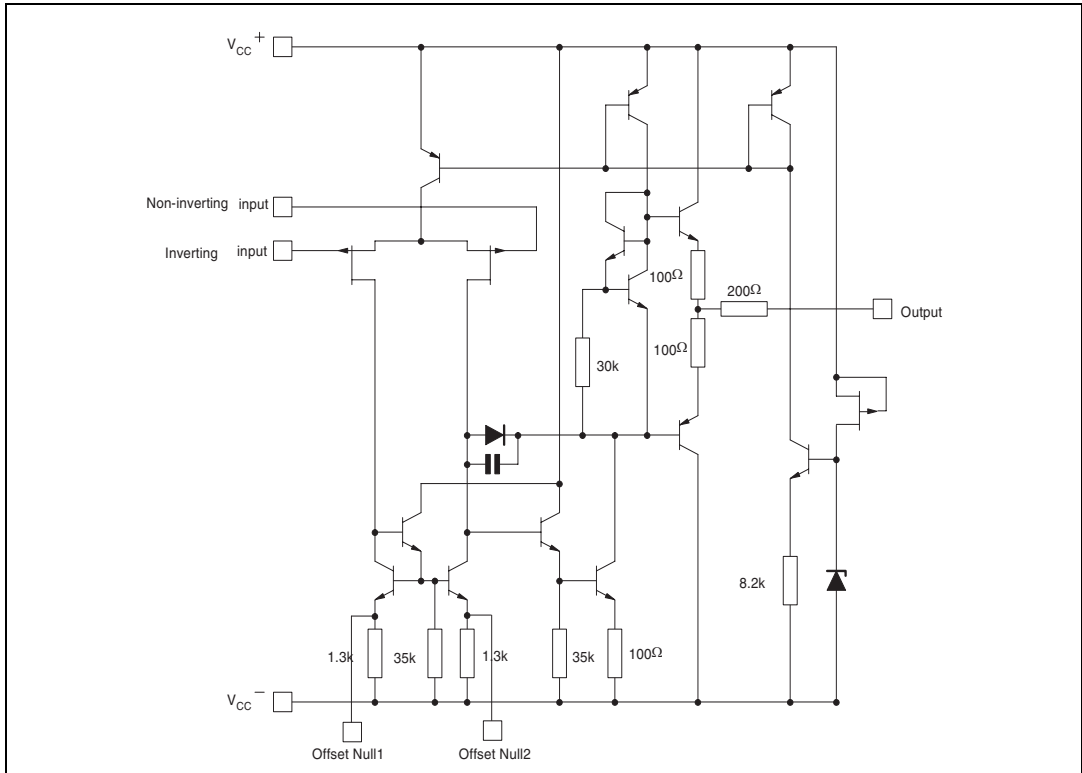 VCC+
Non-inverting input
Inverting input
100Ω
200Ω
Output
100Ω
30k
8.2k
1.3k
35k
1.3k
35k
100Ω
VCC−
Offset Null1
Offset Null2